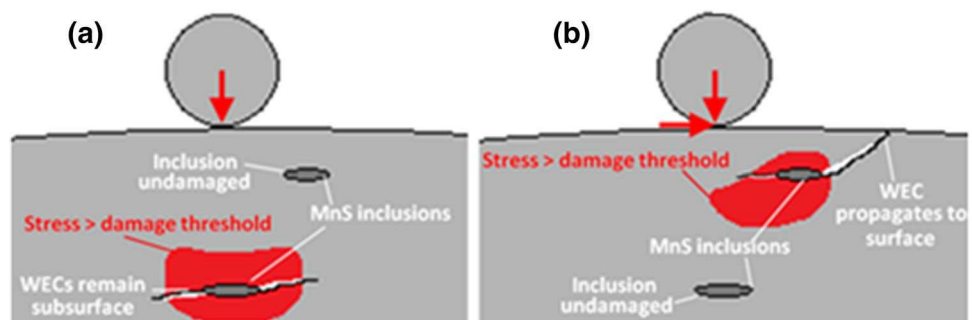 (a)
Inclusion
undamaged
MnS inclusions
Stress > damage threshold
WECs remain
subsurface
(b)
Stress > damage threshold
WEC
propagates to
surface
MnS inclusions
Inclusion
undamaged